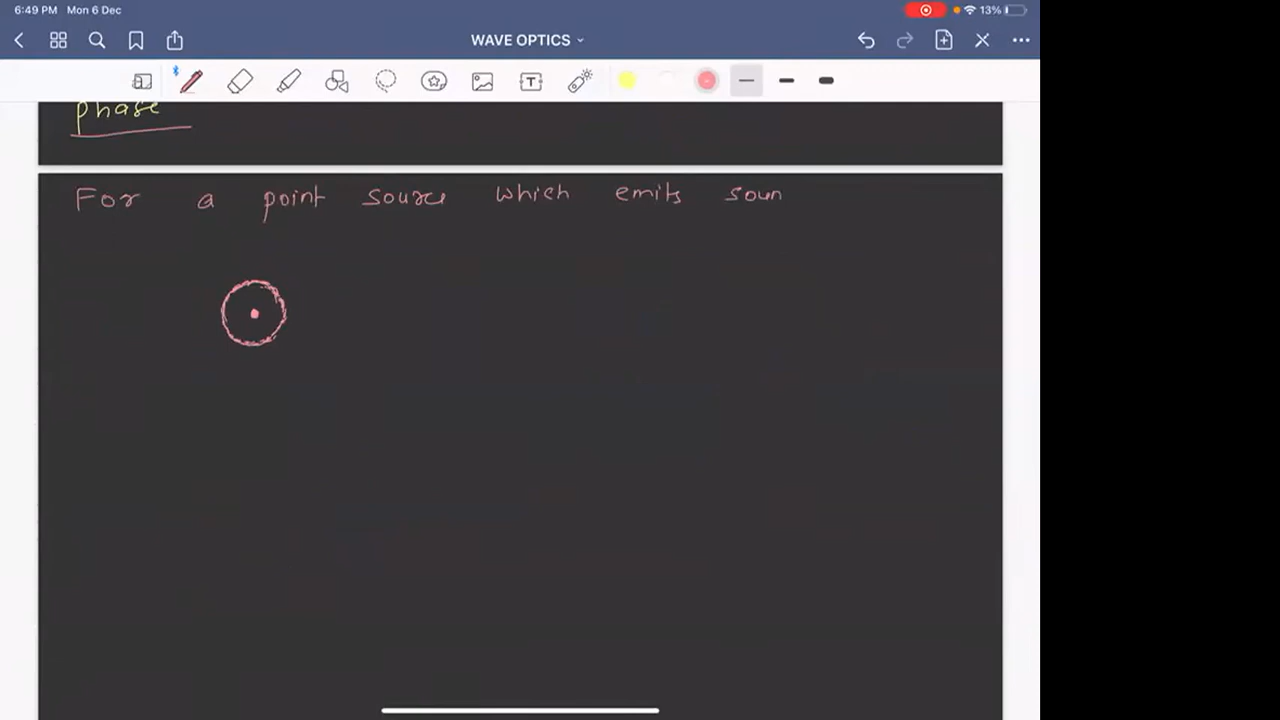 6:49 PM Mon 6 Dec
13%
WAVE OPTICS
T
phase
For a point source which emits soun